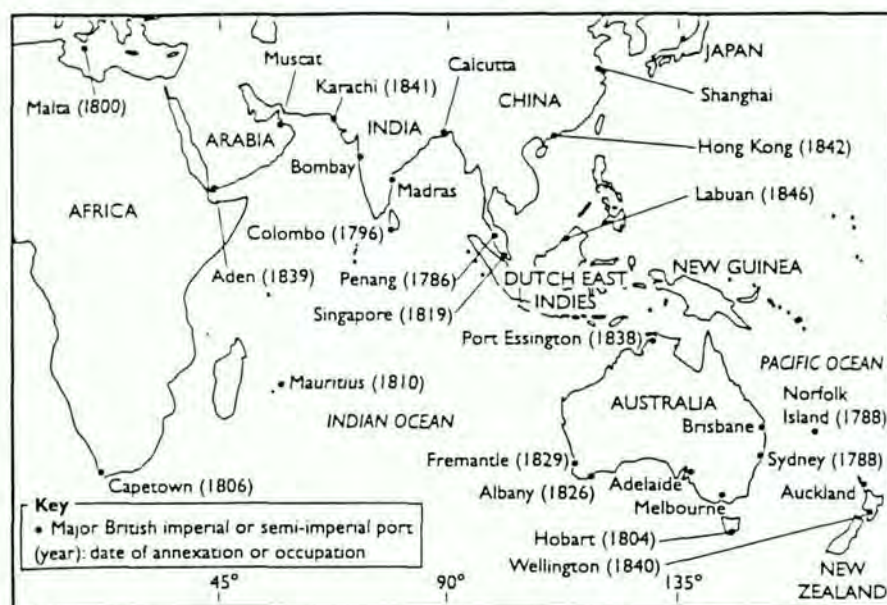 JAPAN
Muscat
Calcutta
Karachi (1841)
Malta (1800)
CHINA
Shanghai
INDIA
ARABIA
Hong Kong (1842)
Bombay
Madras
Labuan (1846)
AFRICA
Colombo (1796)
Aden (1839)
Penang (1786)
DUTCH EAST
INDIES
NEW GUINEA
Singapore (1819)
Port Essington (1838)
PACIFIC OCEAN
Mauritius (1810)
Norfolk
Island (1788)
AUSTRALIA
INDIAN OCEAN
Brisbane
Fremantle (1829)
Sydney (1788)
Capetown (1806)
Albany (1826)
Adelaide
Auckland
Melbourne
Key
• Major British imperial or semi-imperial port
(year): date of annexation or occupation
Hobart (1804)
Wellington (1840)
NEW
ZEALAND
45°
90°
135°